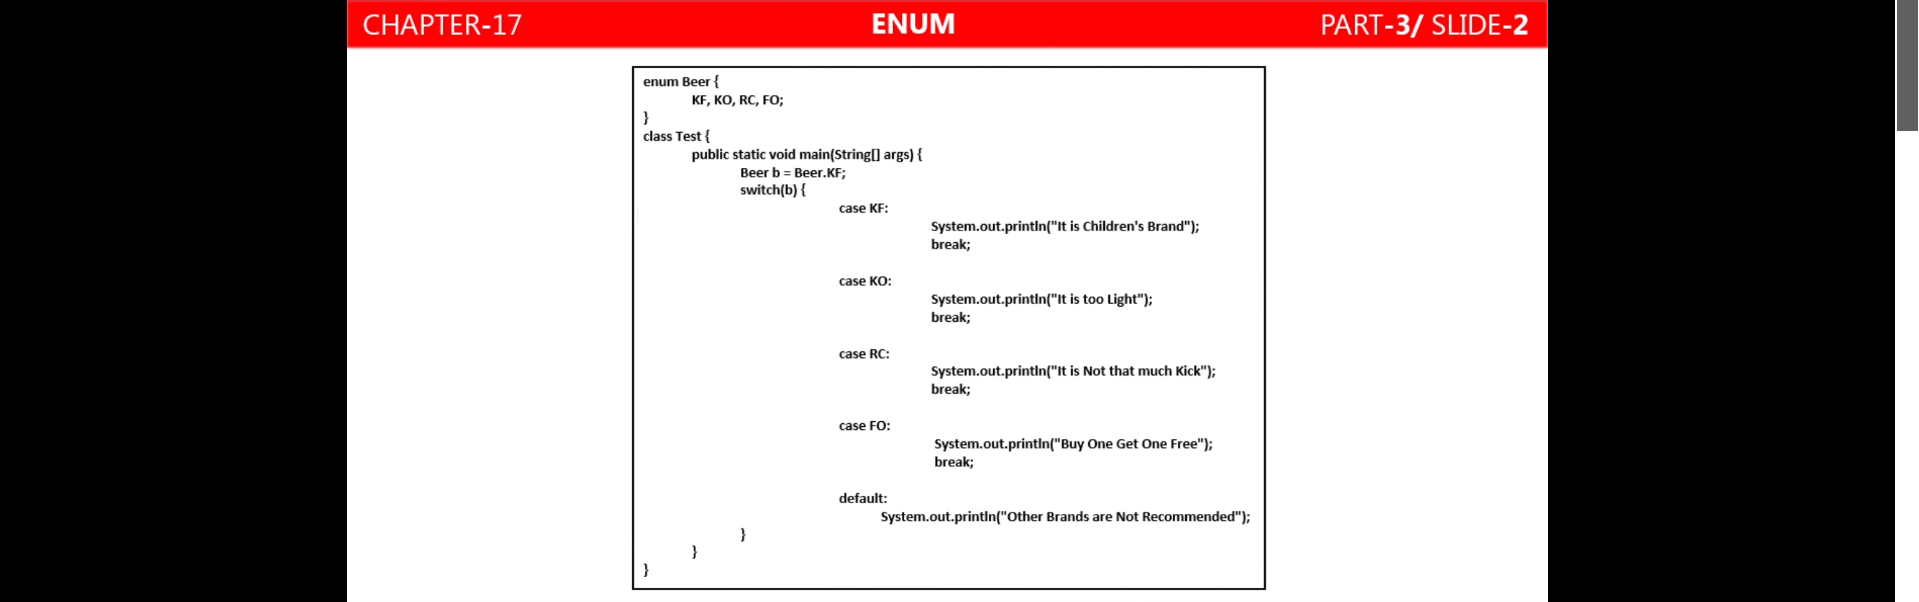 CHAPTER-17 ENUM PART-3/ SLIDE-2
enum Beer {
KF, KO, RC, FO;
}
class Test {
public static void main(String[] args) {
Beer b = Beer.KF;
switch(b) {
case KF:
System.out.println("It is Children's Brand");
break;
case KO:
System.out.println("It is too Light");
break;
case RC:
System.out.println("It is Not that much Kick");
break;
case FO:
System.out.println("Buy One Get One Free");
break;
default:
System.out.println("Other Brands are Not Recommended");
}
}
}